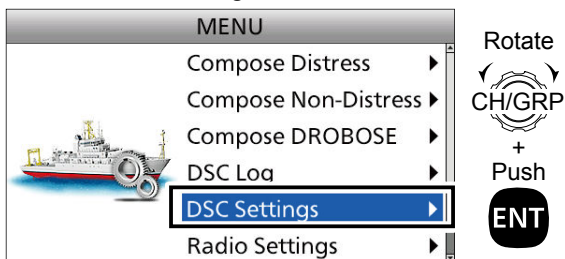 MENU
Compose Distress
Compose Non-Distress
Compose DROBOSE
DSC Log
DSC Settings
Radio Settings
Rotate
CH/GRP
+
Push
ENT